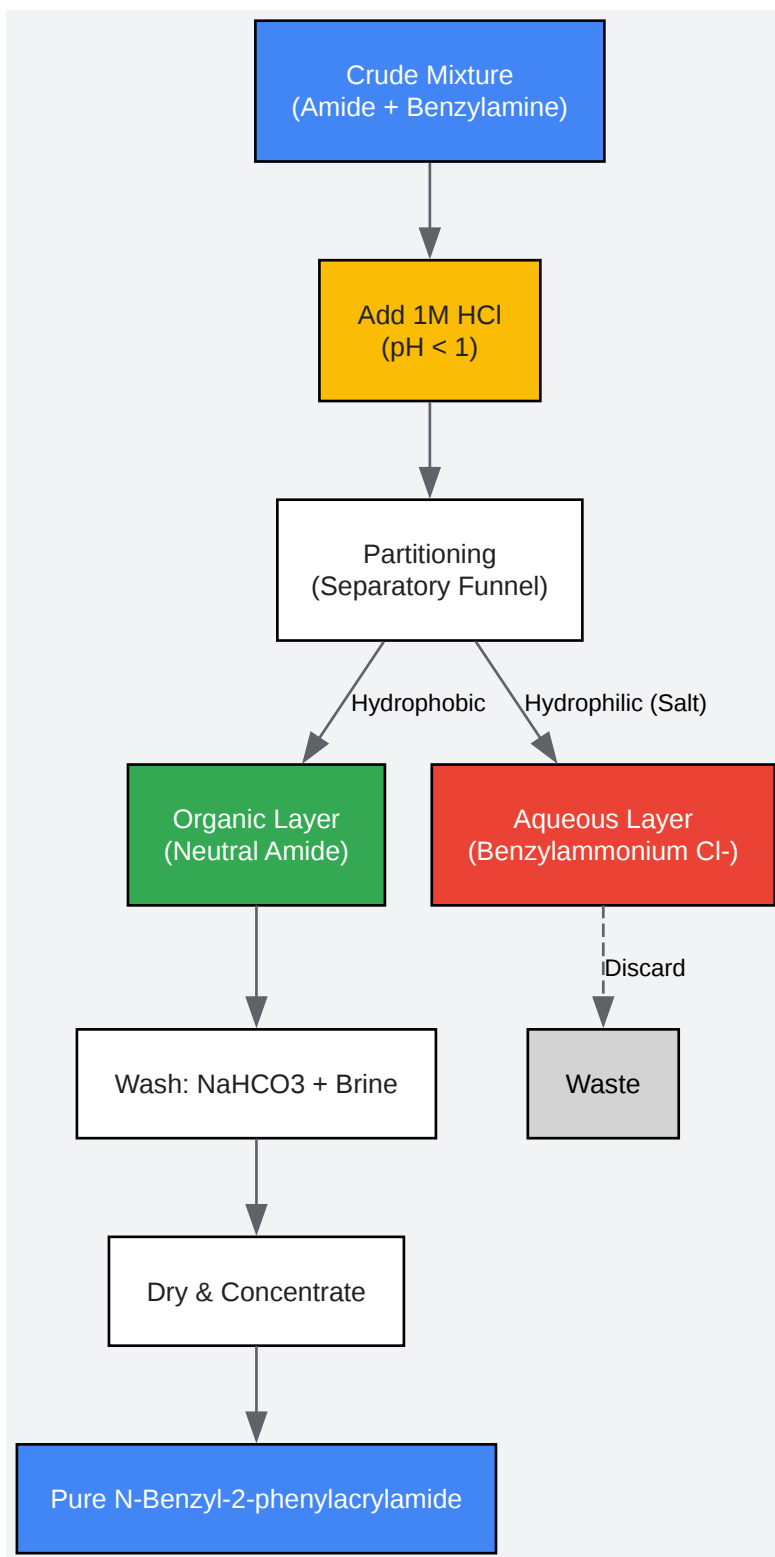 Crude Mixture
(Amide + Benzylamine)
Add 1M HCl
(pH < 1)
Partitioning
(Separatory Funnel)
Hydrophobic
Hydrophilic (Salt)
Organic Layer
(Neutral Amide)
Aqueous Layer
(Benzylammonium Cl-)
Discard
Wash: NaHCO3 + Brine
Waste
Dry & Concentrate
Pure N-Benzyl-2-phenylacrylamide